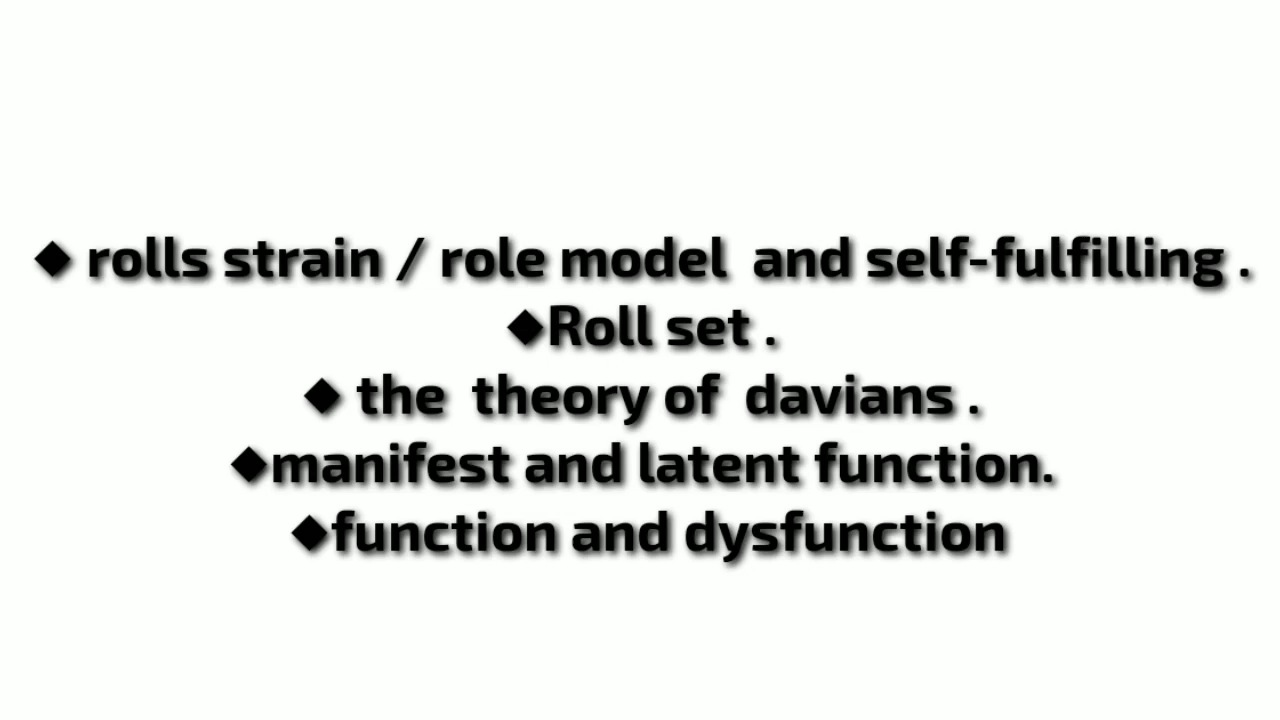 ◆ rolls strain / role model and self-fulfilling .
◆Roll set .
◆ the theory of davians .
◆manifest and latent function.
◆function and dysfunction